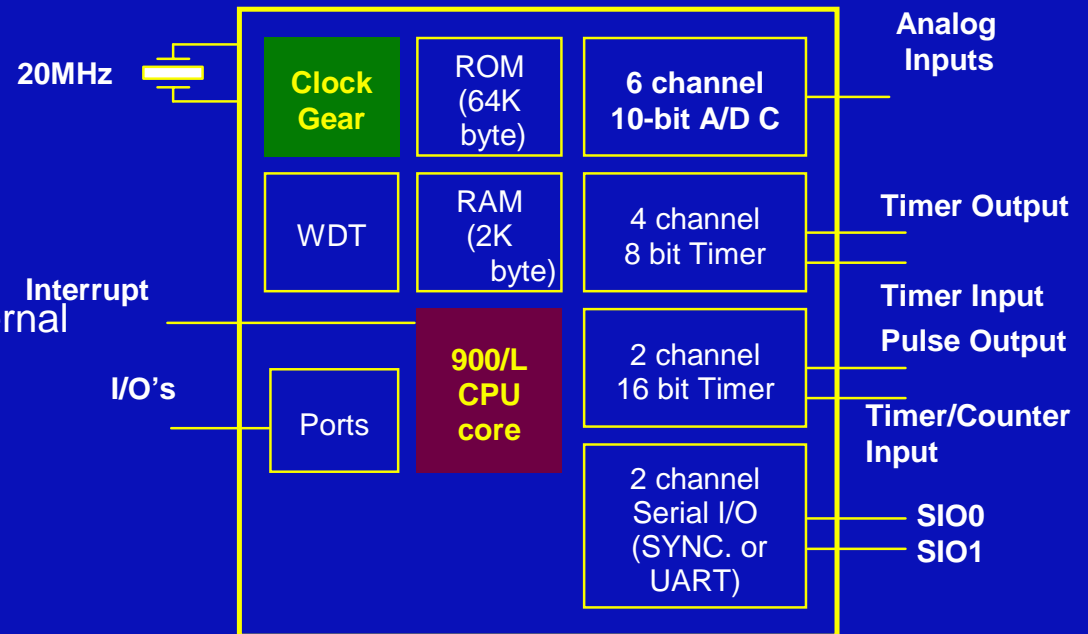 20MHz
Clock
Gear
ROM
(64K
byte)
6 channel
10-bit A/D C
Analog
Inputs
WDT
RAM
(2K
byte)
4 channel
8 bit Timer
Timer Output
Timer Input
Interrupt
ernal
900/L
CPU
core
2 channel
16 bit Timer
Pulse Output
Timer/Counter
Input
I/O's
Ports
2 channel
Serial I/O
(SYNC. or
UART)
SIO0
SIO1